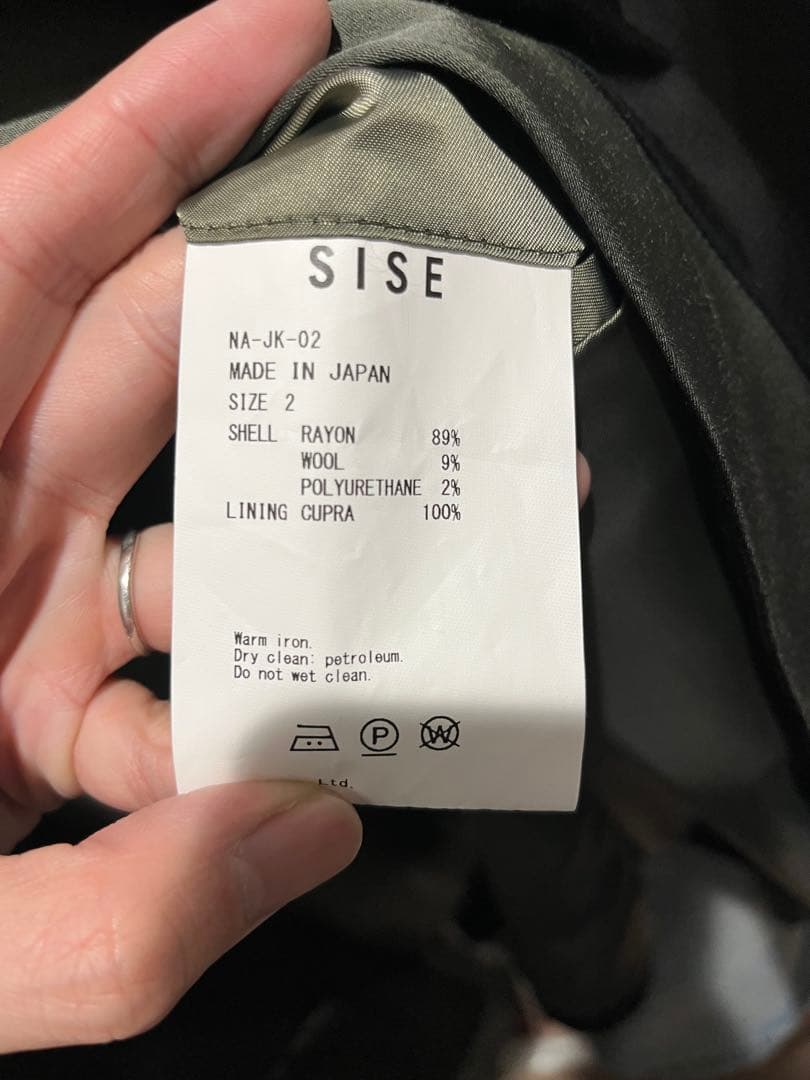 SISE
NA-JK-02
MADE IN JAPAN
SIZE 2
SHELL RAYON 89%
WOOL 9%
POLYURETHANE 2%
LINING CUPRA 100%
Warm iron.
Dry clean: petroleum.
Do not wet clean.
P W
Ltd.